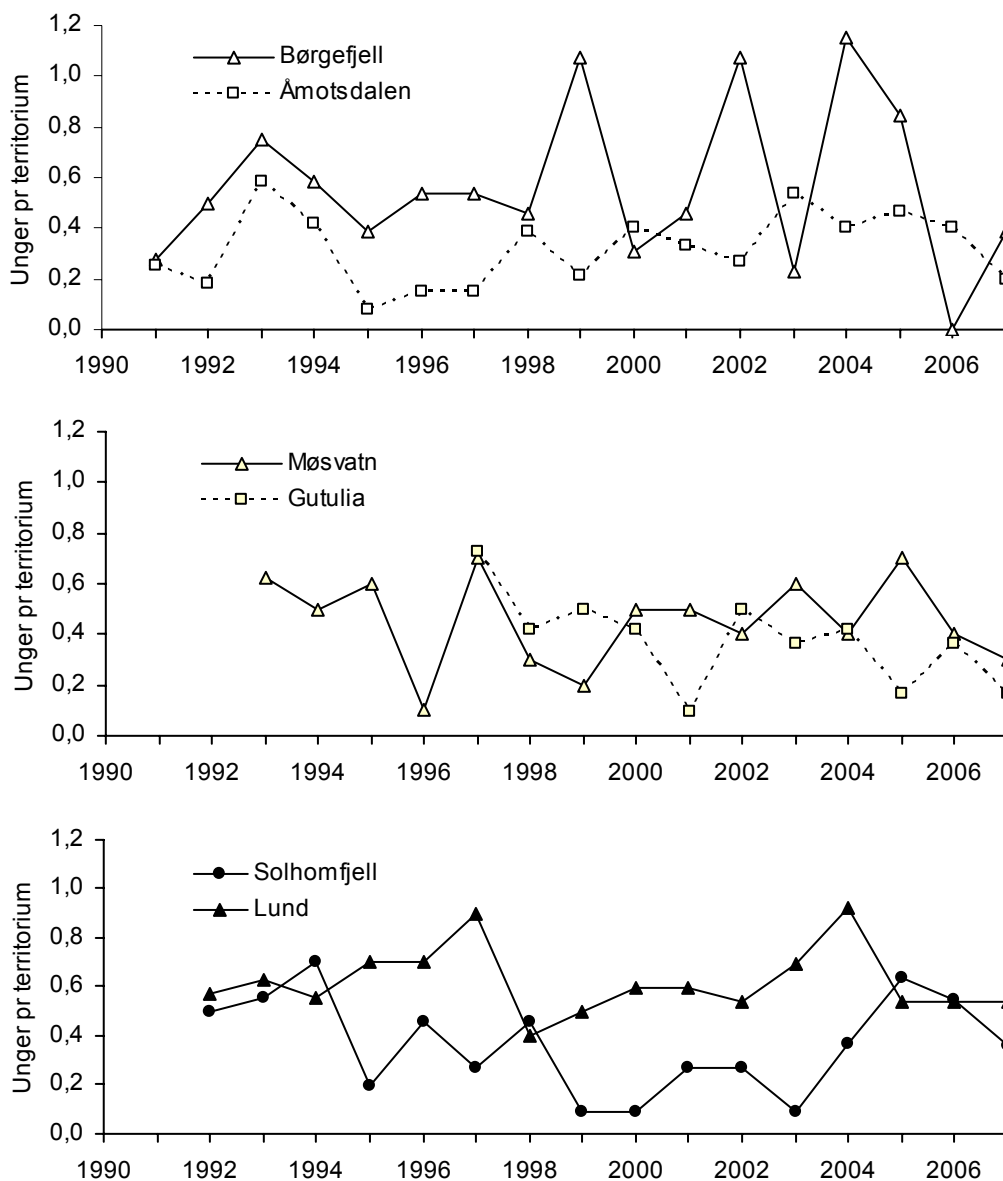 1,2
1,0
0,8
0,6
0,4
0,2
0,0
Unger pr territorium
Børgefjell
Åmotsdalen
1990 1992 1994 1996 1998 2000 2002 2004 2006
1,2
1,0
0,8
0,6
0,4
0,2
0,0
Unger pr territorium
Møsvatn
Gutulia
1990 1992 1994 1996 1998 2000 2002 2004 2006
1,2
1,0
0,8
0,6
0,4
0,2
0,0
Unger pr territorium
Solhomfjell
Lund
1990 1992 1994 1996 1998 2000 2002 2004 2006